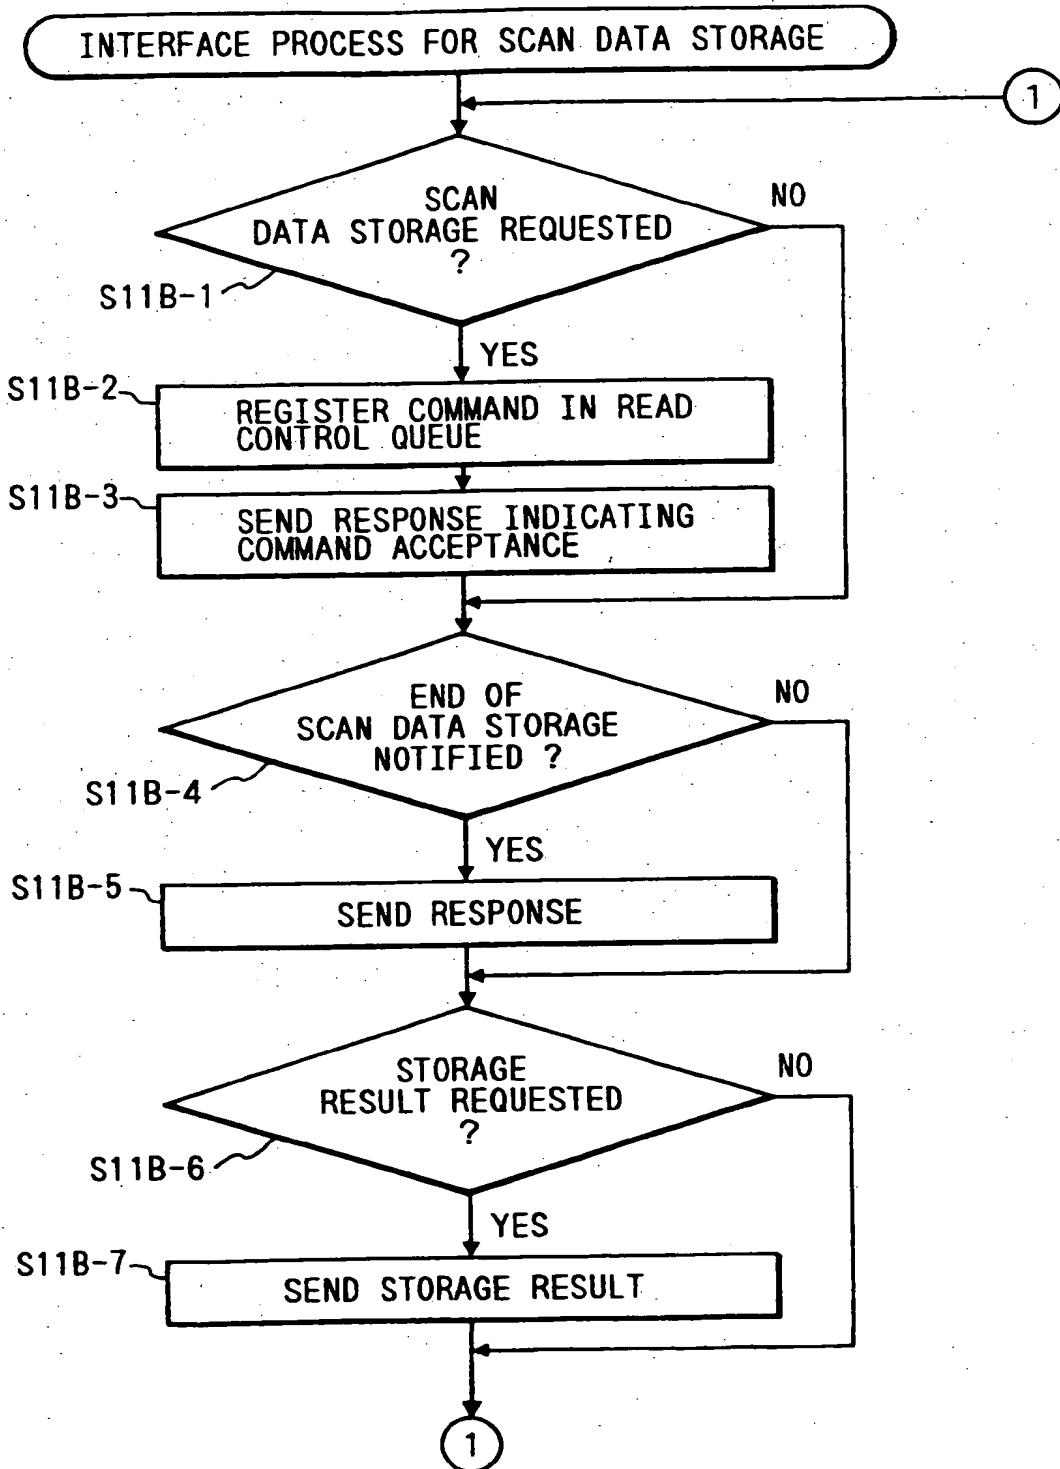 INTERFACE PROCESS FOR SCAN DATA STORAGE
1
SCAN
DATA STORAGE REQUESTED
?
NO
S11B-1
YES
S11B-2
REGISTER COMMAND IN READ
CONTROL QUEUE
S11B-3
SEND RESPONSE INDICATING
COMMAND ACCEPTANCE
END OF
SCAN DATA STORAGE
NOTIFIED ?
NO
S11B-4
YES
S11B-5
SEND RESPONSE
STORAGE
RESULT REQUESTED
?
NO
S11B-6
YES
S11B-7
SEND STORAGE RESULT
1